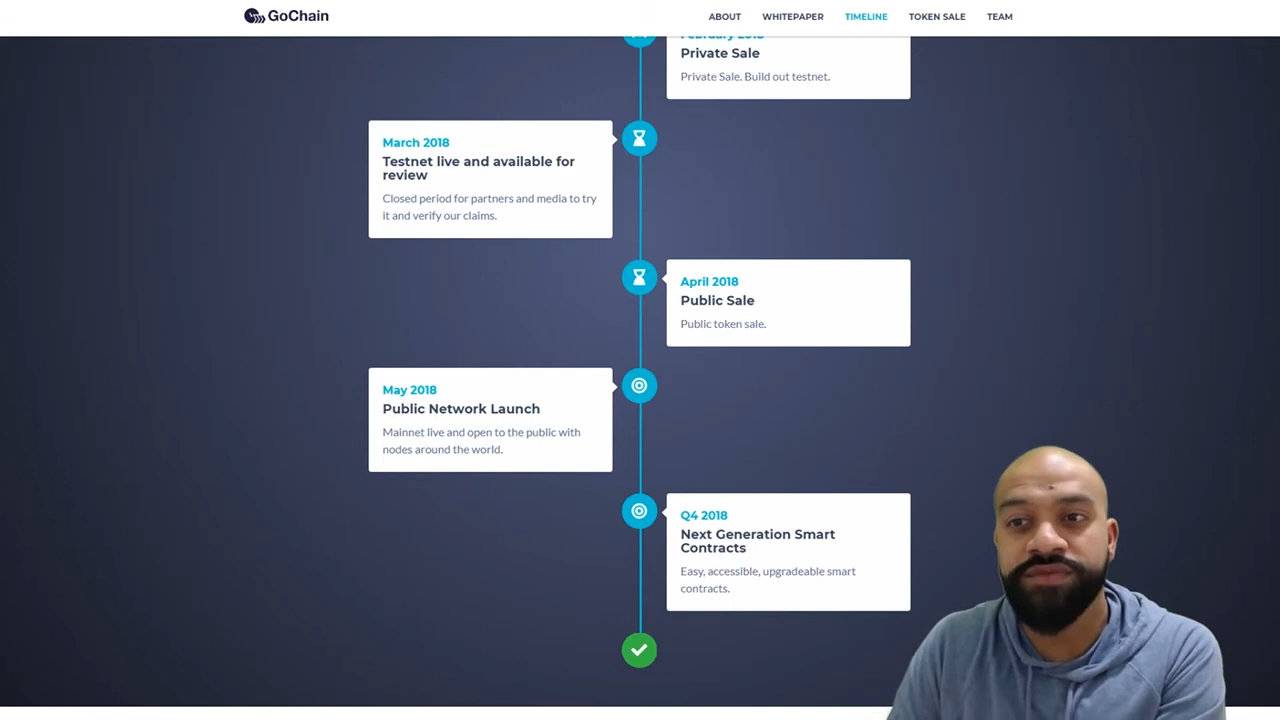 GoChain
ABOUT WHITEPAPER TIMELINE TOKEN SALE TEAM
February 2018
Private Sale
Private Sale. Build out testnet.
March 2018
Testnet live and available for
review
Closed period for partners and media to try
it and verify our claims.
April 2018
Public Sale
Public token sale.
May 2018
Public Network Launch
Mainnet live and open to the public with
nodes around the world.
Q4 2018
Next Generation Smart
Contracts
Easy, accessible, upgradeable smart
contracts.